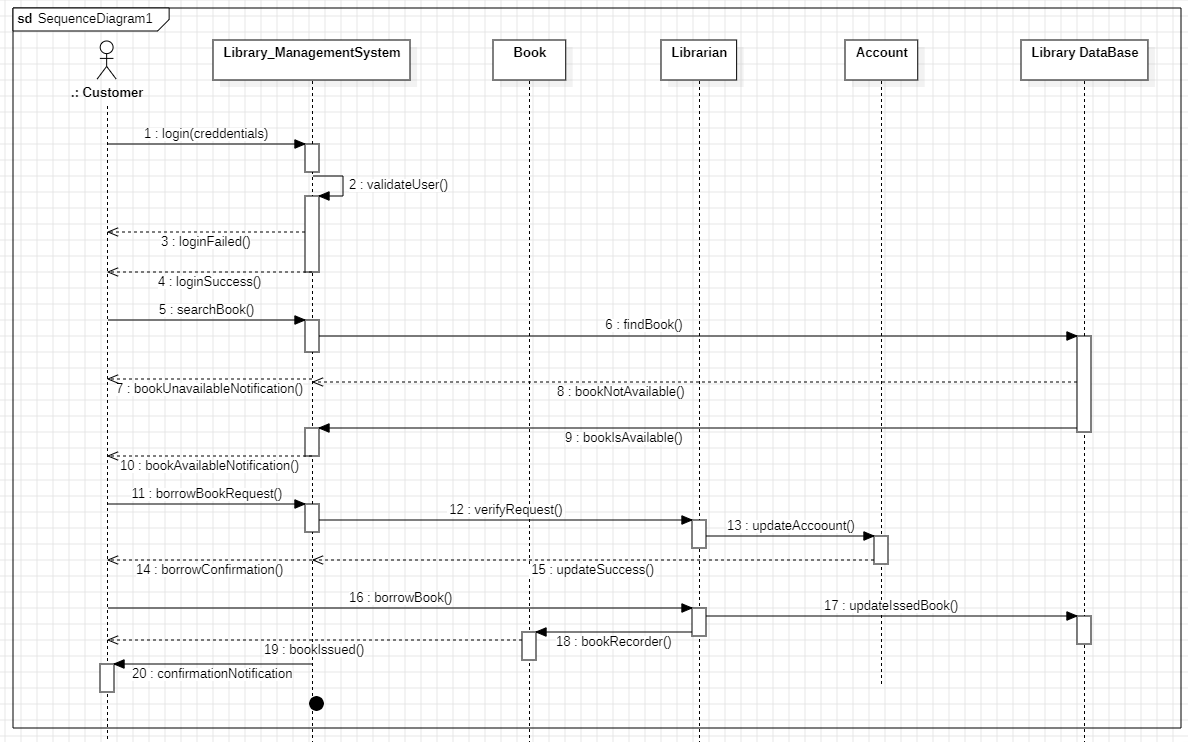 sd SequenceDiagram1
Library_ManagementSystem
Book
Librarian
Account
Library DataBase
.: Customer
1 : login(creddentials)
2 : validateUser()
3 : loginFailed()
4 : loginSuccess()
5 : searchBook()
6 : findBook()
7 : bookUnavailableNotification()
8 : bookNotAvailable()
9 : bookIsAvailable()
10 : bookAvailableNotification()
11 : borrowBookRequest()
12 : verifyRequest()
13 : updateAccoount()
14 : borrowConfirmation()
15 : updateSuccess()
16 : borrowBook()
17 : updateIssedBook()
18 : bookRecorder()
19 : bookIssued()
20 : confirmationNotification